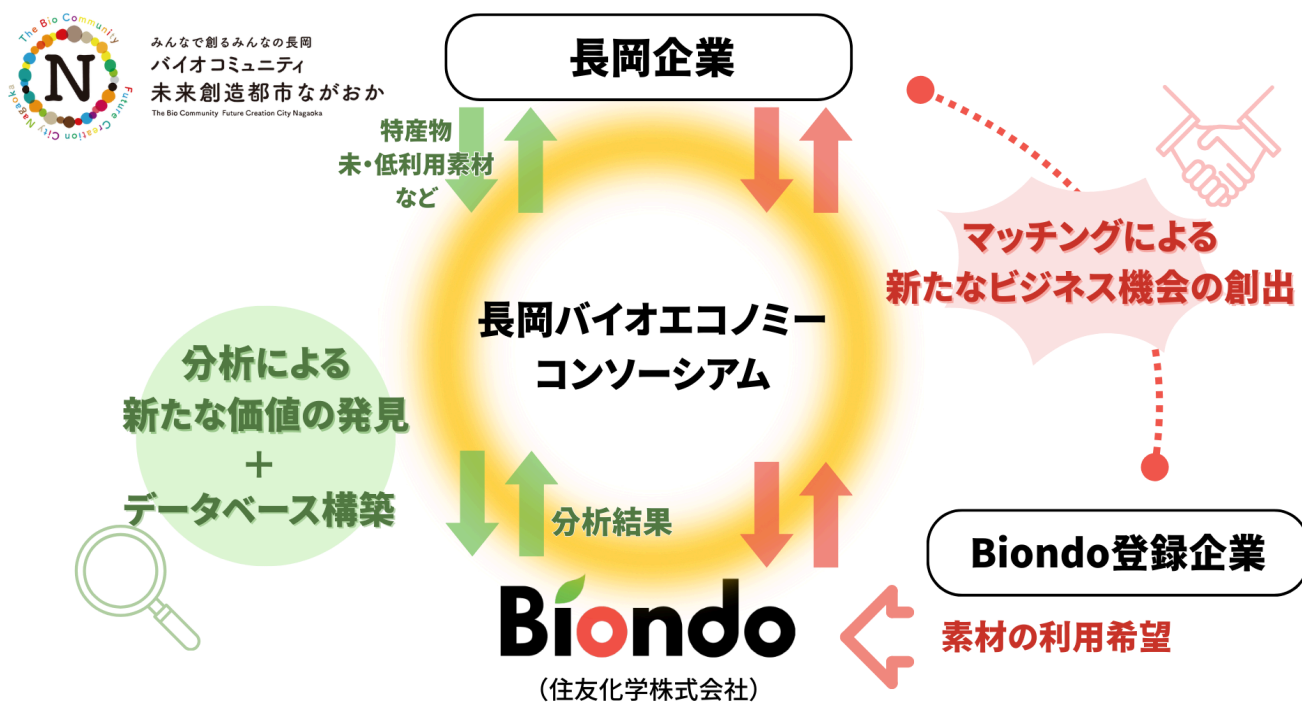 The Bio Community
Future Creation City Nagaoka
N
みんなで創るみんなの長岡
バイオコミュニティ
未来創造都市ながおか
The Bio Community Future Creation City Nagaoka
長岡企業
特産物
未・低利用素材
など
マッチングによる
新たなビジネス機会の創出
長岡バイオエコノミー
コンソーシアム
分析による
新たな価値の発見
+
データベース構築
分析結果
Biondo登録企業
素材の利用希望
Biondo
(住友化学株式会社)